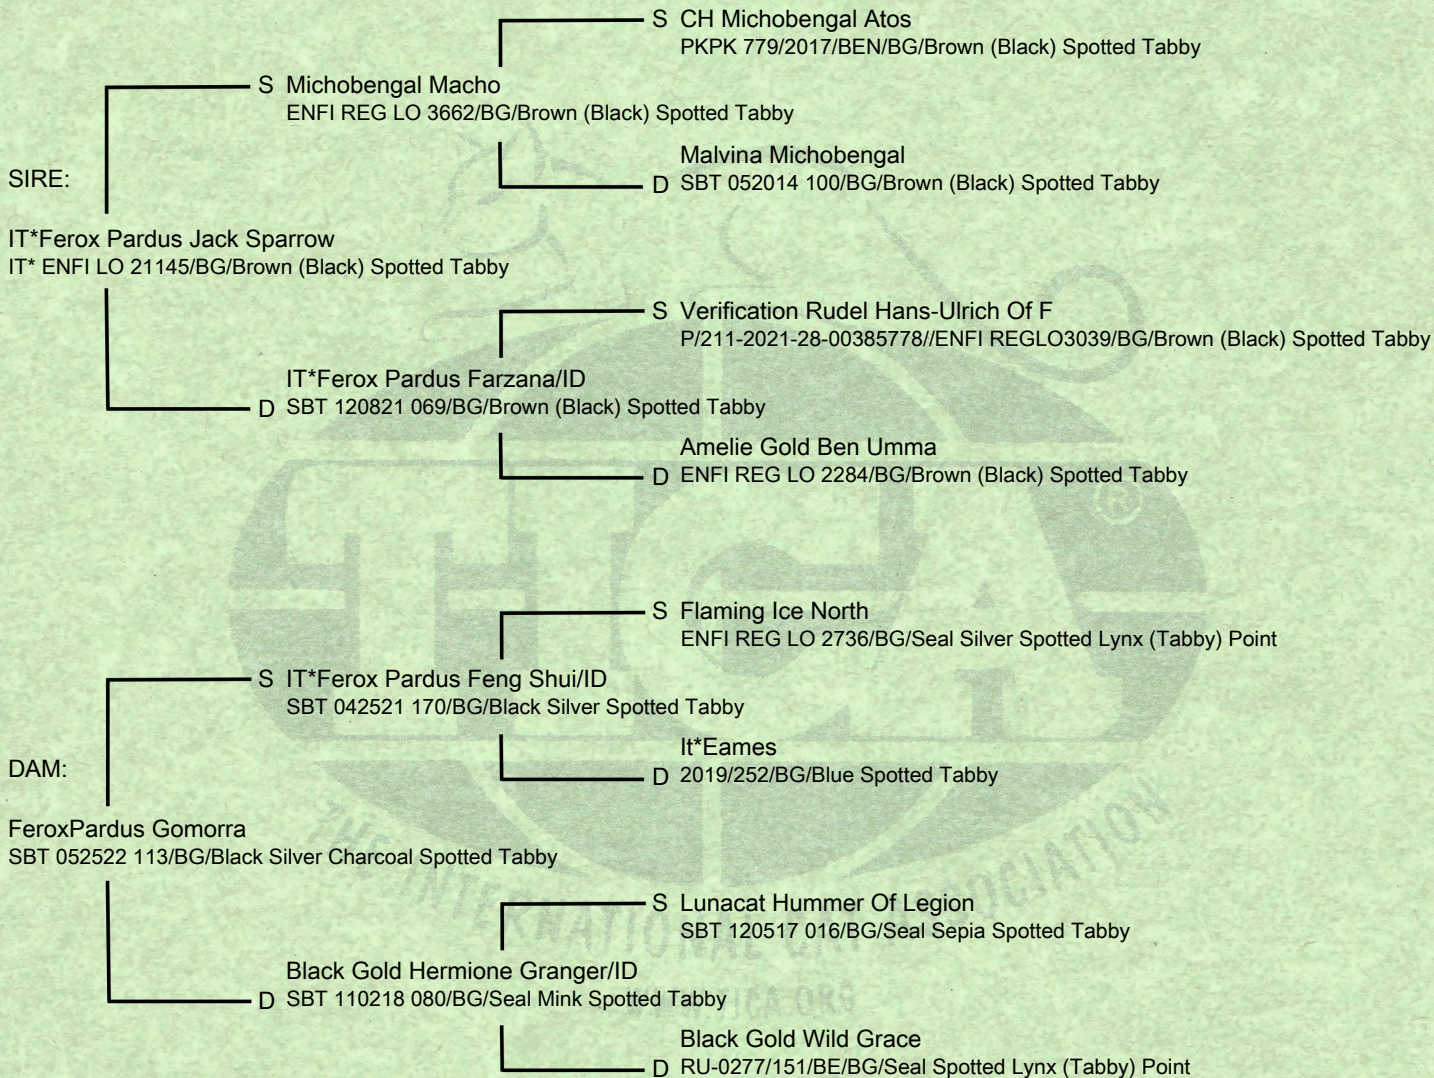 S CH Michobengal Atos
PKPK 779/2017/BEN/BG/Brown (Black) Spotted Tabby
S Michobengal Macho
ENFI REG LO 3662/BG/Brown (Black) Spotted Tabby
Malvina Michobengal
D SBT 052014 100/BG/Brown (Black) Spotted Tabby
SIRE:
IT*Ferox Pardus Jack Sparrow
IT* ENFI LO 21145/BG/Brown (Black) Spotted Tabby
S Verification Rudel Hans-Ulrich Of F
P/211-2021-28-00385778//ENFI REGLO3039/BG/Brown (Black) Spotted Tabby
IT*Ferox Pardus Farzana/ID
D SBT 120821 069/BG/Brown (Black) Spotted Tabby
Amelie Gold Ben Umma
D ENFI REG LO 2284/BG/Brown (Black) Spotted Tabby
TICA ®
S Flaming Ice North
ENFI REG LO 2736/BG/Seal Silver Spotted Lynx (Tabby) Point
S IT*Ferox Pardus Feng Shui/ID
SBT 042521 170/BG/Black Silver Spotted Tabby
It*Eames
D 2019/252/BG/Blue Spotted Tabby
DAM:
FeroxPardus Gomorra
SBT 052522 113/BG/Black Silver Charcoal Spotted Tabby
THE INTERNATIONAL CAT ASSOCIATION
S Lunacat Hummer Of Legion
SBT 120517 016/BG/Seal Sepia Spotted Tabby
Black Gold Hermione Granger/ID
D SBT 110218 080/BG/Seal Mink Spotted Tabby
Black Gold Wild Grace
D RU-0277/151/BE/BG/Seal Spotted Lynx (Tabby) Point